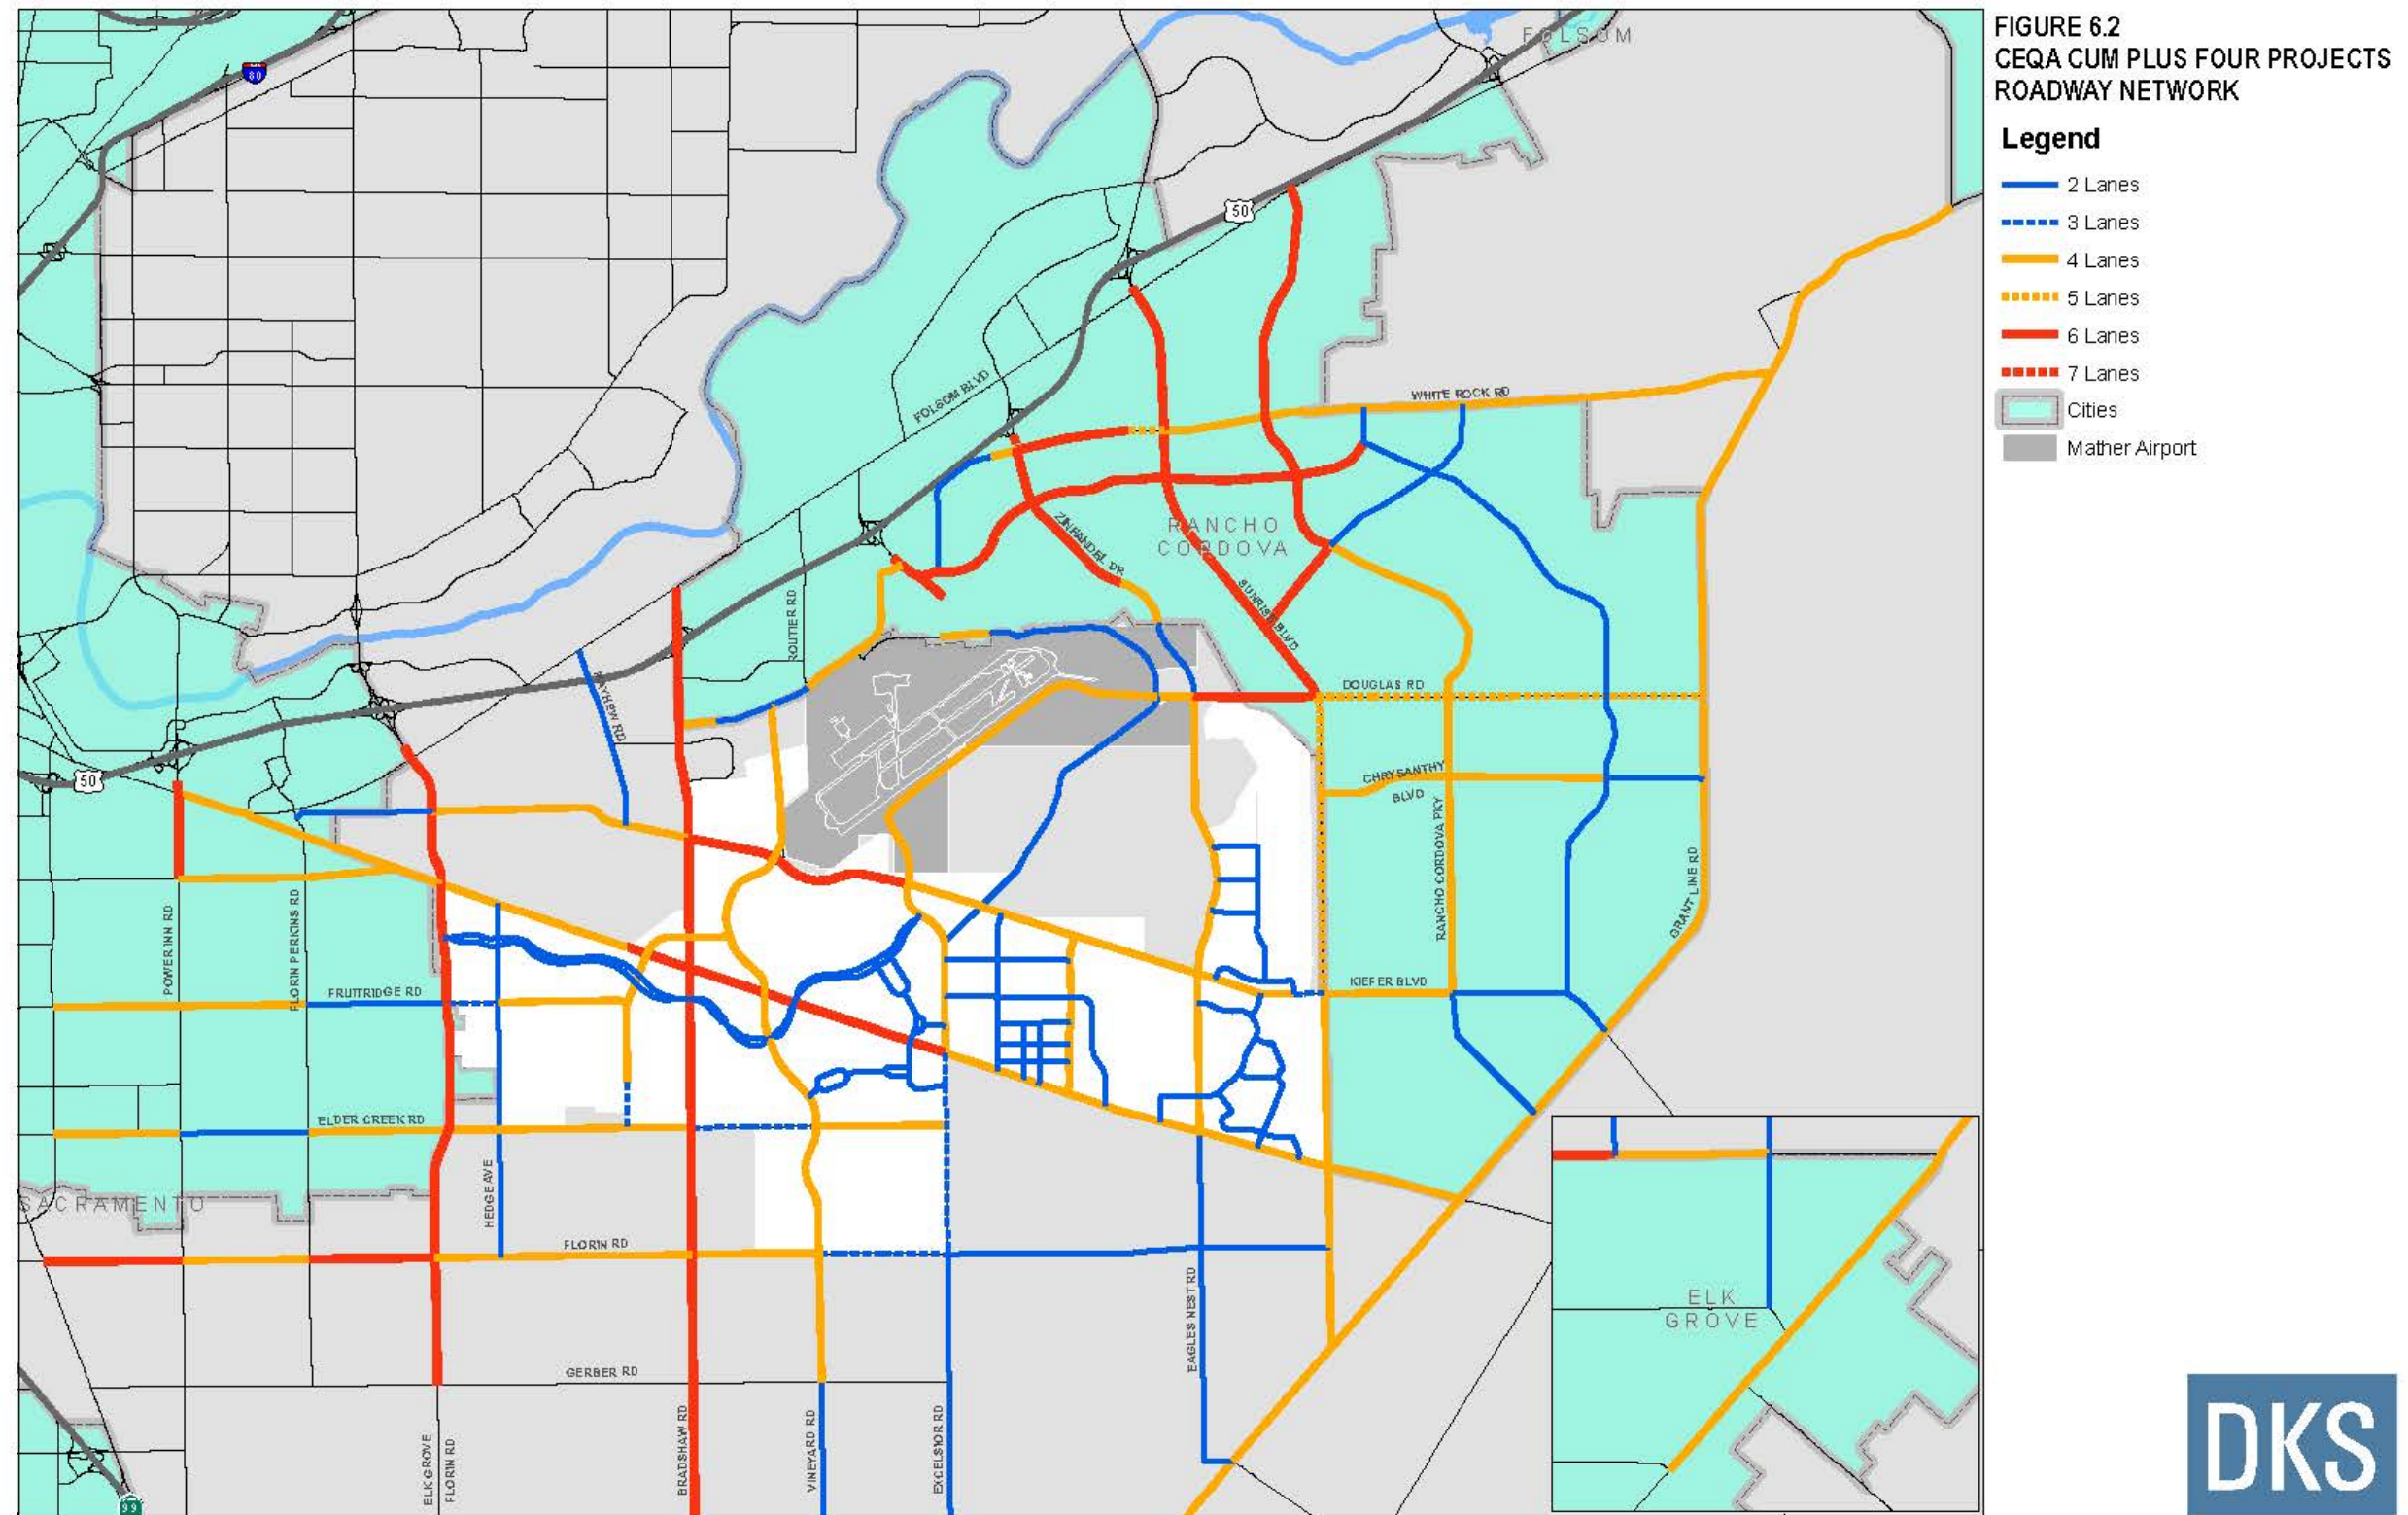 FIGURE 6.2
CEQA CUM PLUS FOUR PROJECTS
ROADWAY NETWORK
Legend
2 Lanes
3 Lanes
4 Lanes
5 Lanes
6 Lanes
7 Lanes
Cities
Mather Airport
FOLSOM
80
50
FOLSOM BLVD
WHITE ROCK RD
RANCHO
CORDOVA
ZINFANDEL DR
SUNRISE BLVD
ROUTIER RD
MAYHEW RD
DOUGLAS RD
50
CHRYSANTHY
BLVD
RANCHO CORDOVA PKY
GRANT LINE RD
POWER INN RD
FLORIN PERKINS RD
FRUITRIDGE RD
KIEFER BLVD
ELDER CREEK RD
HEDGE AVE
SACRAMENTO
FLORIN RD
EAGLES NEST RD
ELK
GROVE
GERBER RD
ELK GROVE
FLORIN RD
BRADSHAW RD
VINEYARD RD
EXCELSIOR RD
99
DKS